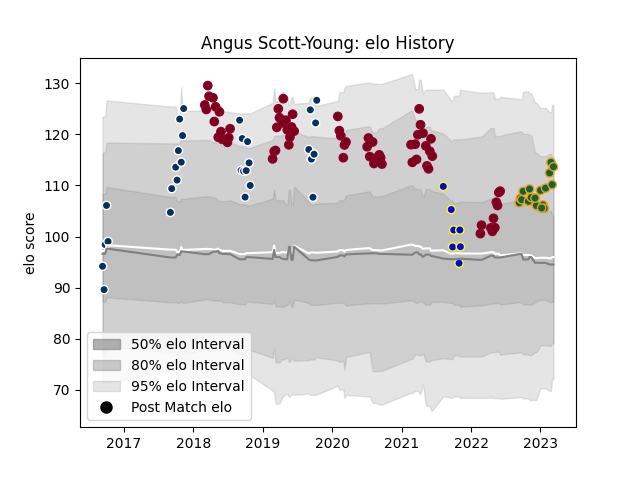 Angus Scott-Young: elo History
elo score
130
120
110
100
90
80
70
50% elo Interval
80% elo Interval
95% elo Interval
Post Match elo
2017 2018 2019 2020 2021 2022 2023